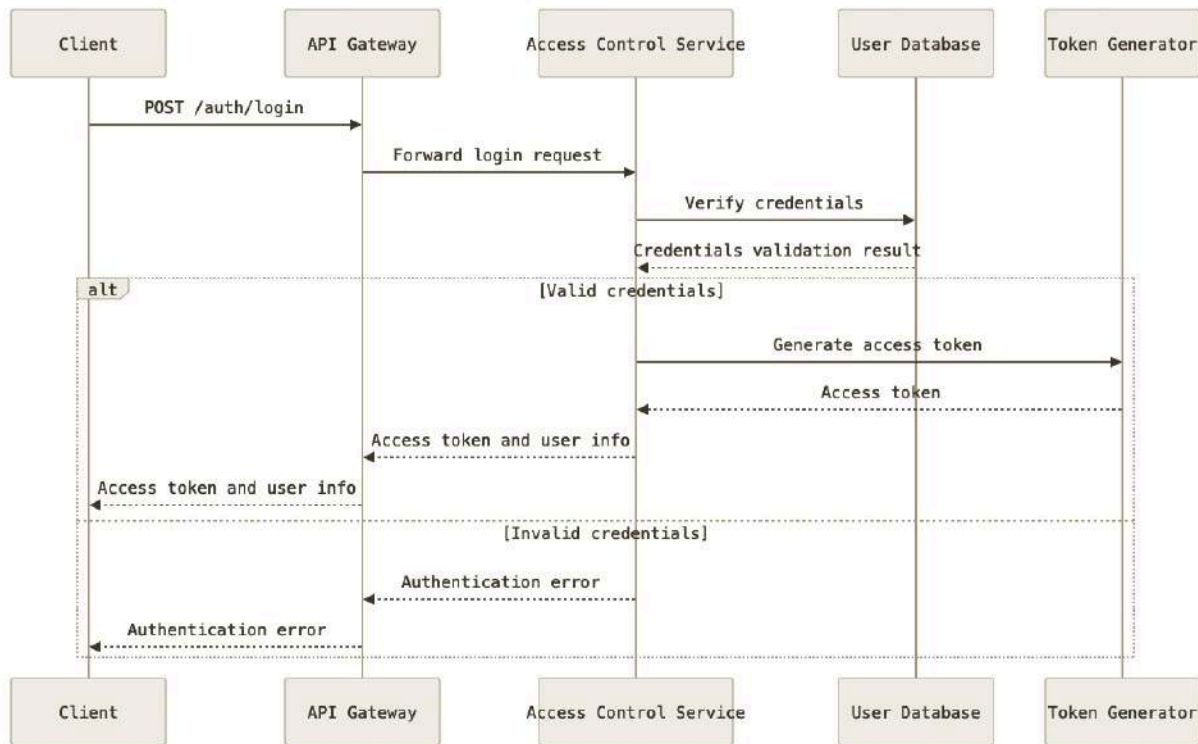 Client API Gateway Access Control Service User Database Token Generator
POST /auth/login
Forward login request
Verify credentials
Credentials validation result
alt [Valid credentials]
Generate access token
Access token
Access token and user info
Access token and user info
[Invalid credentials]
Authentication error
Authentication error
Client API Gateway Access Control Service User Database Token Generator